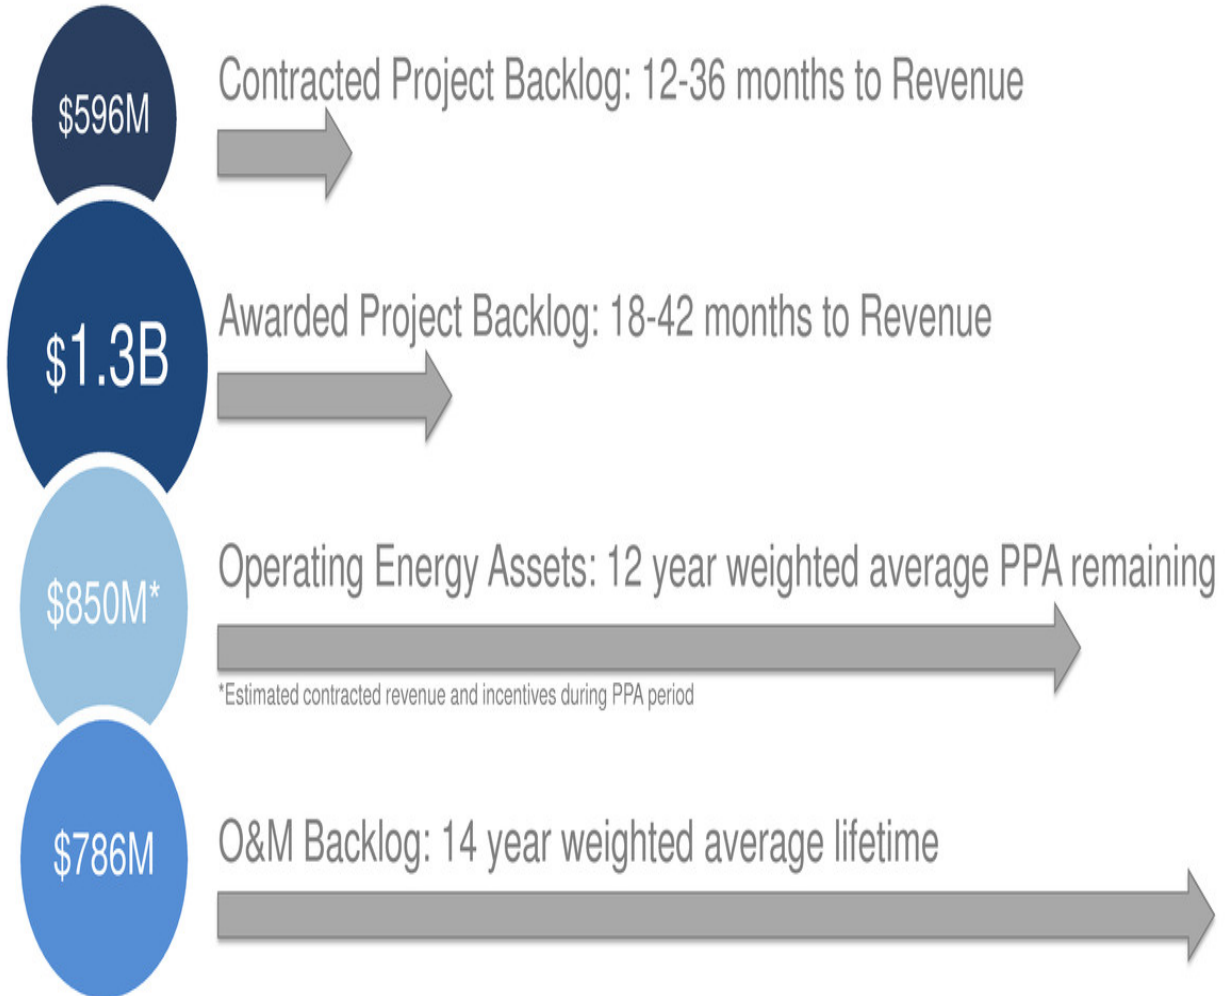 $596M
Contracted Project Backlog: 12-36 months to Revenue
$1.3B
Awarded Project Backlog: 18-42 months to Revenue
$850M*
Operating Energy Assets: 12 year weighted average PPA remaining
*Estimated contracted revenue and incentives during PPA period
$786M
O&M Backlog: 14 year weighted average lifetime